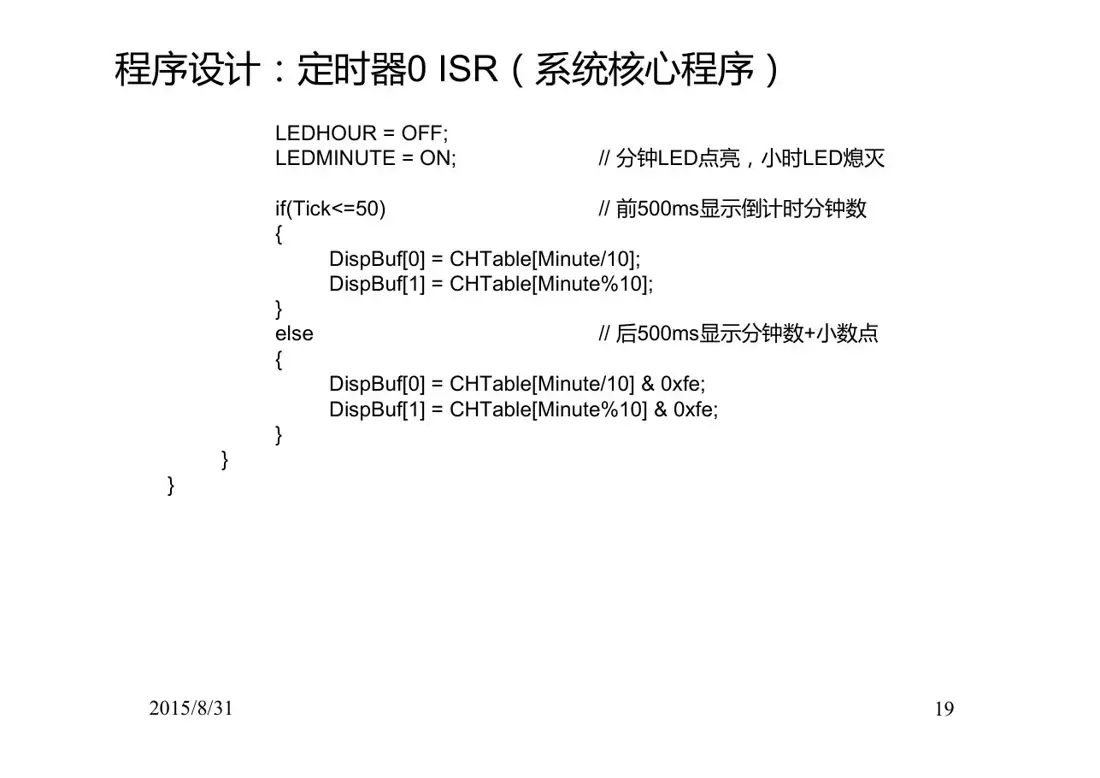 程序设计：定时器0 ISR（系统核心程序）
LEDHOUR = OFF;
LEDMINUTE = ON; // 分钟LED点亮，小时LED熄灭
if(Tick<=50) // 前500ms显示倒计时分钟数
{
DispBuf[0] = CHTable[Minute/10];
DispBuf[1] = CHTable[Minute%10];
}
else // 后500ms显示分钟数+小数点
{
DispBuf[0] = CHTable[Minute/10] & 0xfe;
DispBuf[1] = CHTable[Minute%10] & 0xfe;
}
}
}
2015/8/31 19